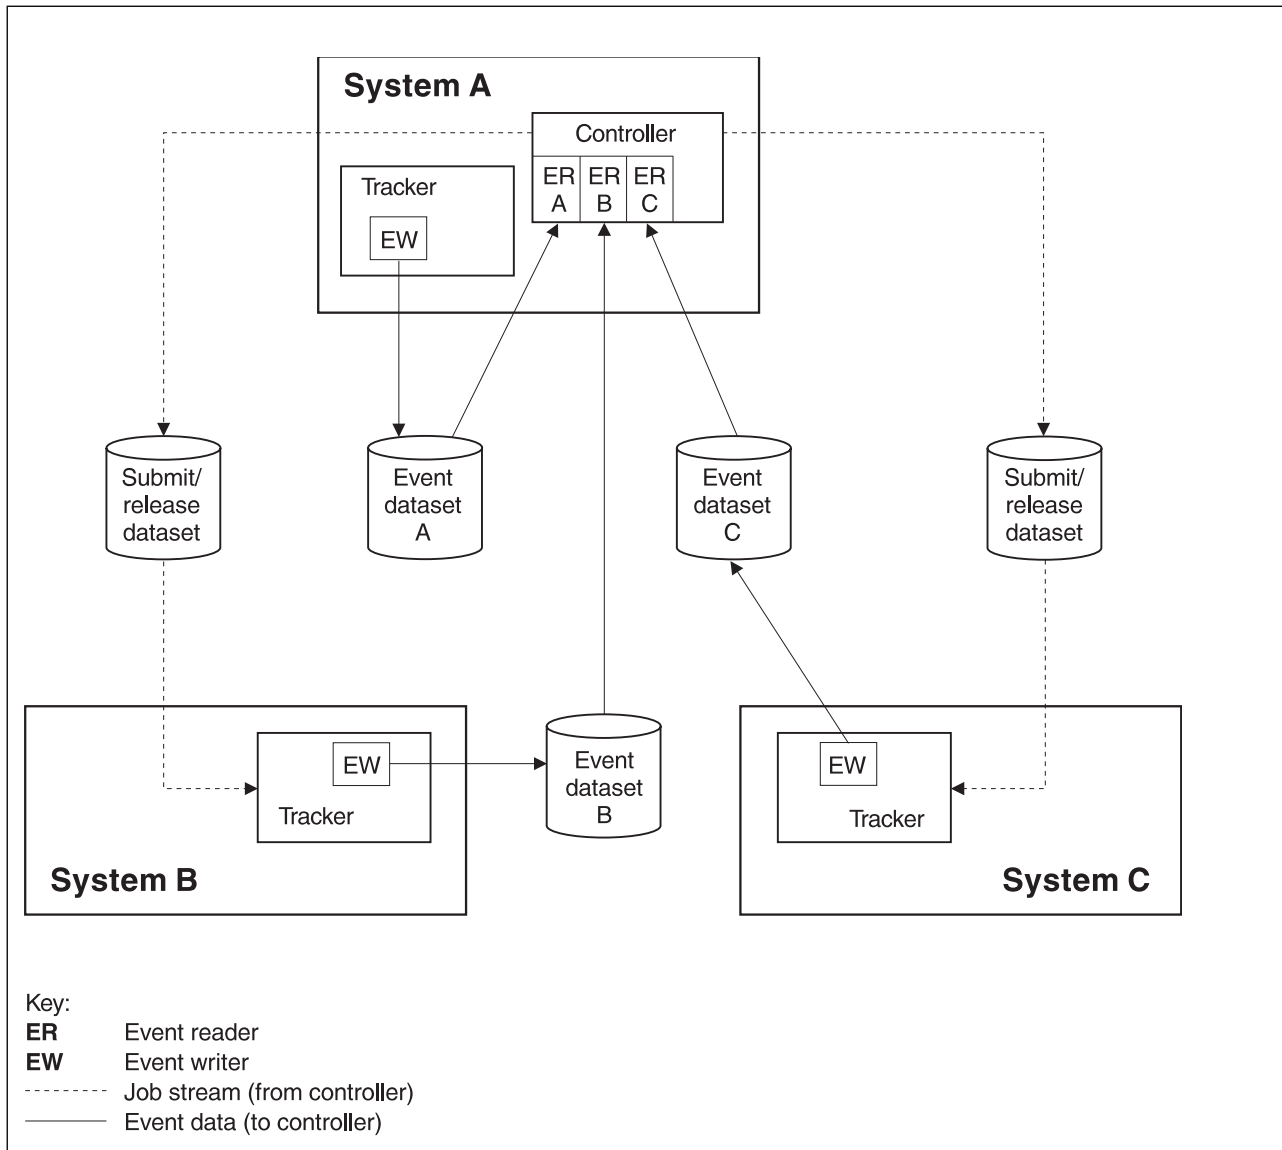 System A
Controller
ER
A
ER
B
ER
C
Tracker
EW
Submit/
release
dataset
Event
dataset
A
Event
dataset
C
Submit/
release
dataset
EW
Tracker
System B
Event
dataset
B
EW
Tracker
System C
Key:
ER Event reader
EW Event writer
Job stream (from controller)
Event data (to controller)